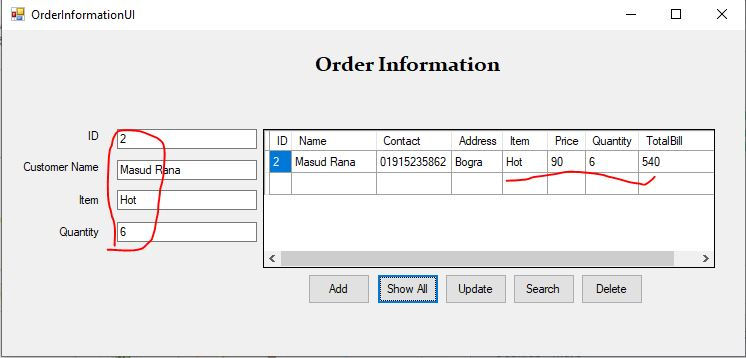 OrderInformationUI
Order Information
ID 2
Customer Name Masud Rana
Item Hot
Quantity 6
ID Name Contact Address Item Price Quantity TotalBill
2 Masud Rana 01915235862 Bogra Hot 90 6 540
Add Show All Update Search Delete